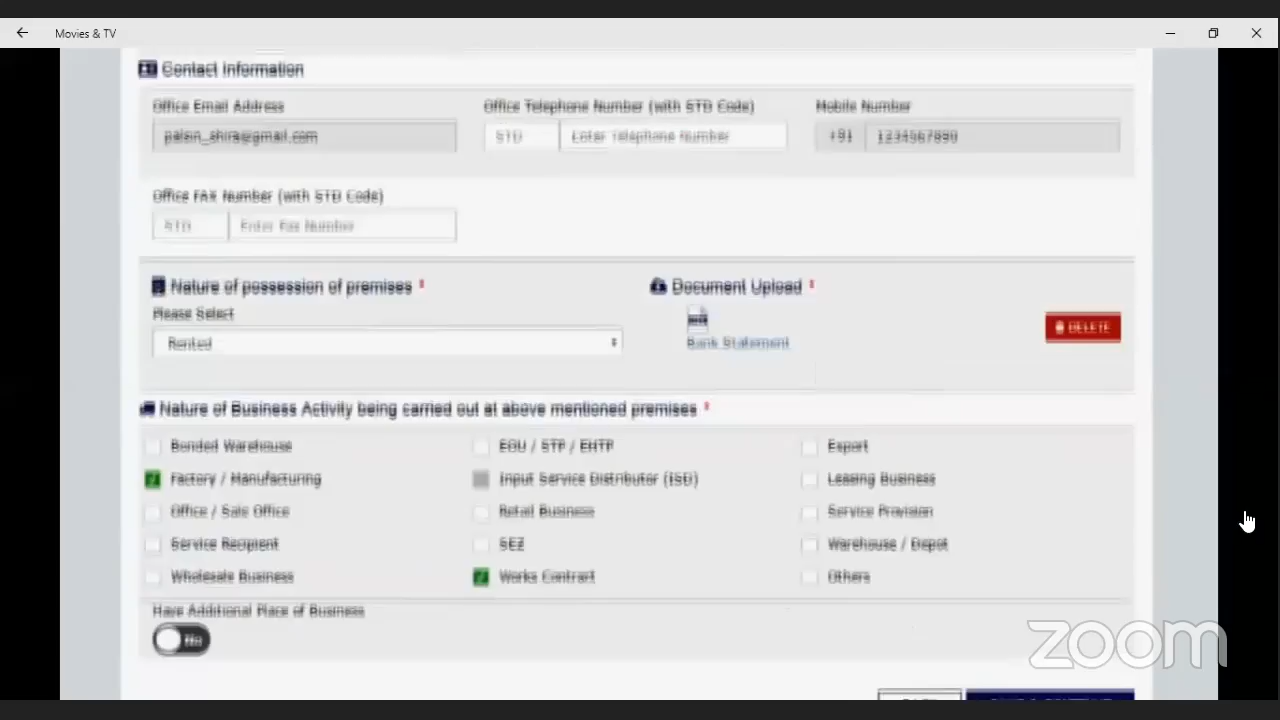 Movies & TV
Contact Information
Office Email Address
Office Telephone Number (with STD Code)
Mobile Number
STD
Enter Telephone Number
+91
1234567890
Office FAX Number (with STD Code)
STD
Enter Fax Number
Nature of possession of premises *
Document Upload *
Please Select
Rented
Bank Statement
DELETE
Nature of Business Activity being carried out at above mentioned premises *
Bonded Warehouse
EOU / STP / EHTP
Export
Factory / Manufacturing
Input Service Distributor (ISD)
Leasing Business
Office / Sale Office
Retail Business
Service Provision
Service Recipient
SEZ
Warehouse / Depot
Wholesale Business
Works Contract
Others
Have Additional Place of Business
No
zoom